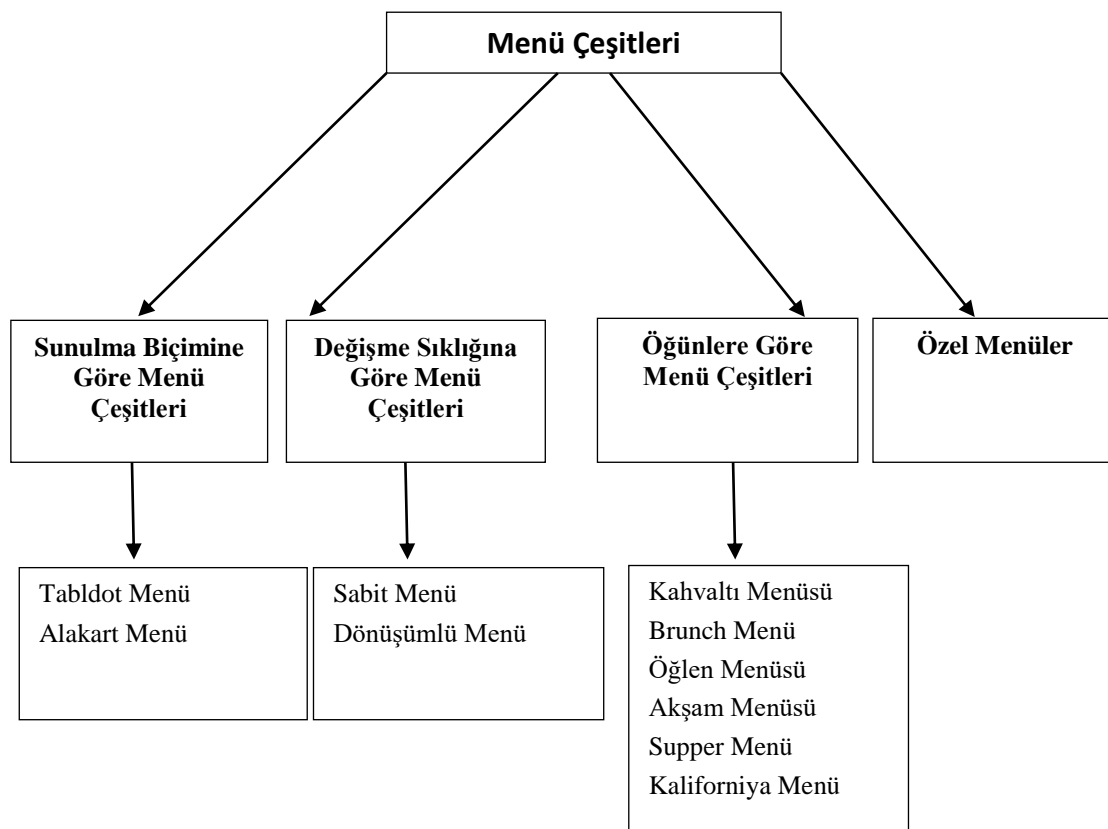 Menü Çeşitleri
Sunulma Biçimine
Göre Menü
Çeşitleri
Değişme Sıklığına
Göre Menü
Çeşitleri
Öğünlere Göre
Menü Çeşitleri
Özel Menüler
Tabldot Menü
Alakart Menü
Sabit Menü
Dönüşümlü Menü
Kahvaltı Menüsü
Brunch Menü
Öğlen Menüsü
Akşam Menüsü
Supper Menü
Kaliforniya Menü